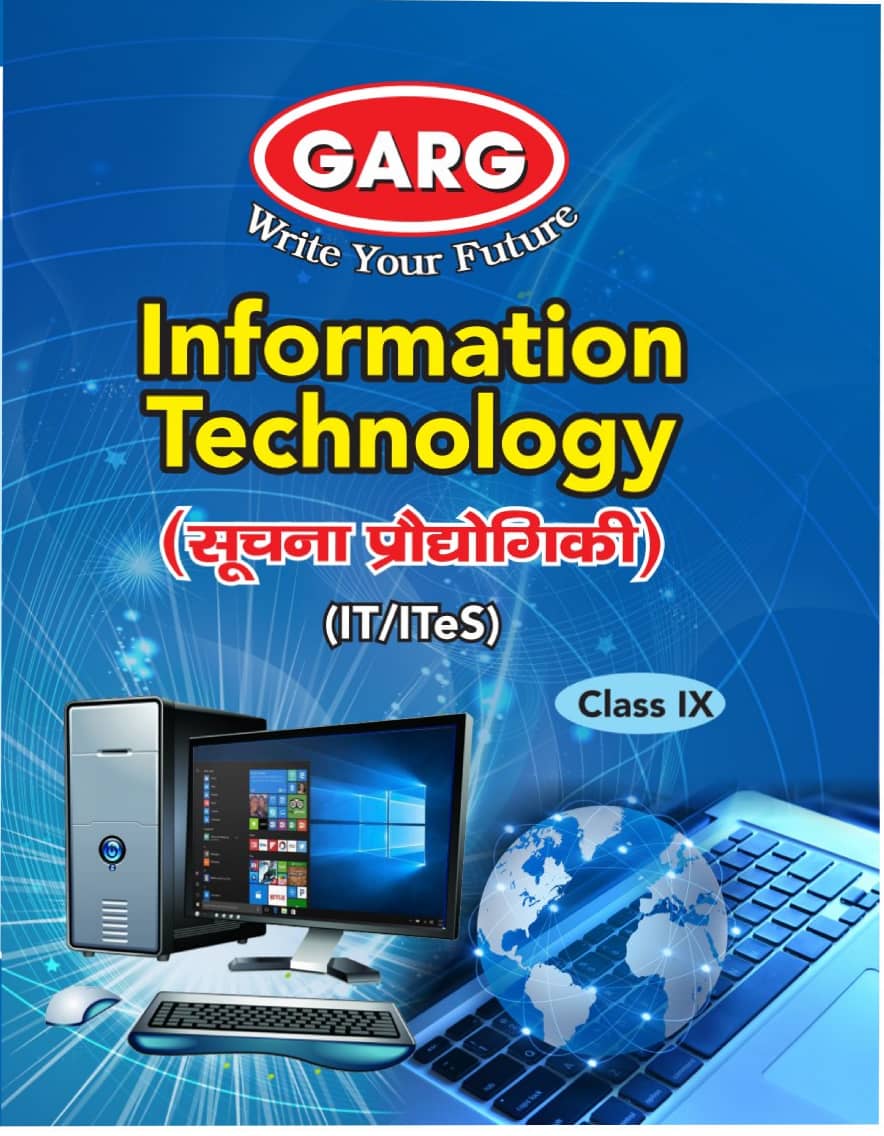 GARG
Write Your Future
Information
Technology
(सूचना प्रौद्योगिकी)
(IT/ITeS)
Class IX